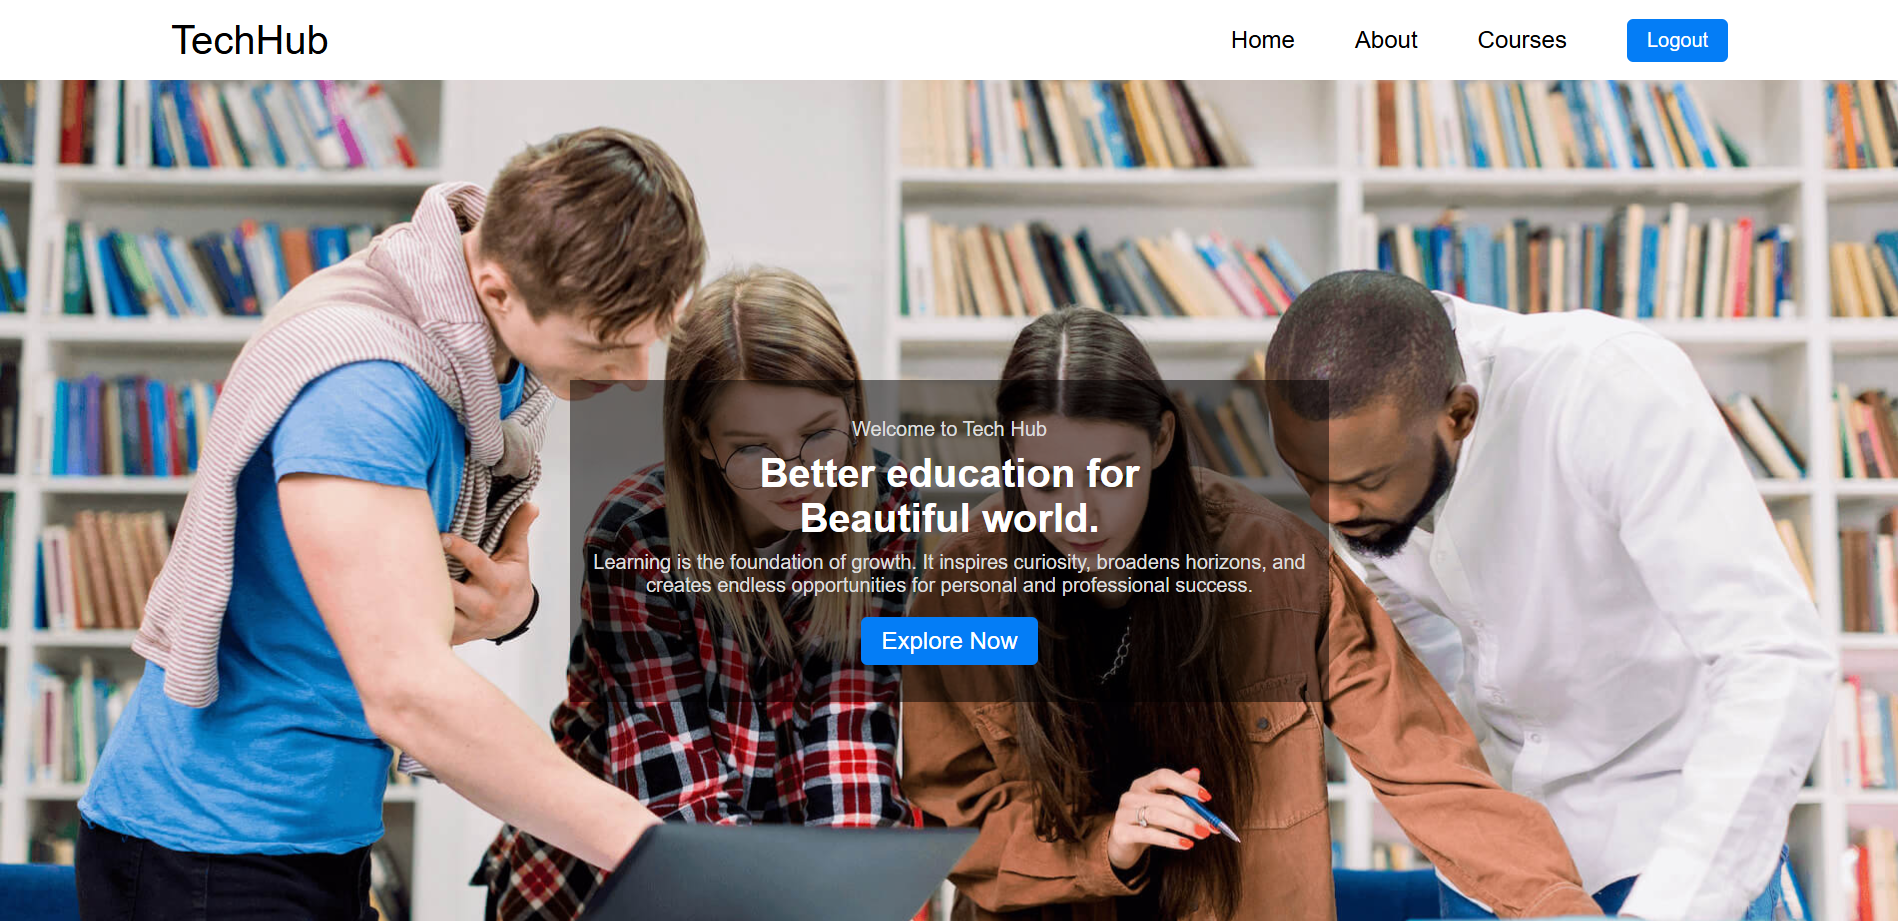 TechHub
Home About Courses Logout
Welcome to Tech Hub
Better education for
Beautiful world.
Learning is the foundation of growth. It inspires curiosity, broadens horizons, and
creates endless opportunities for personal and professional success.
Explore Now